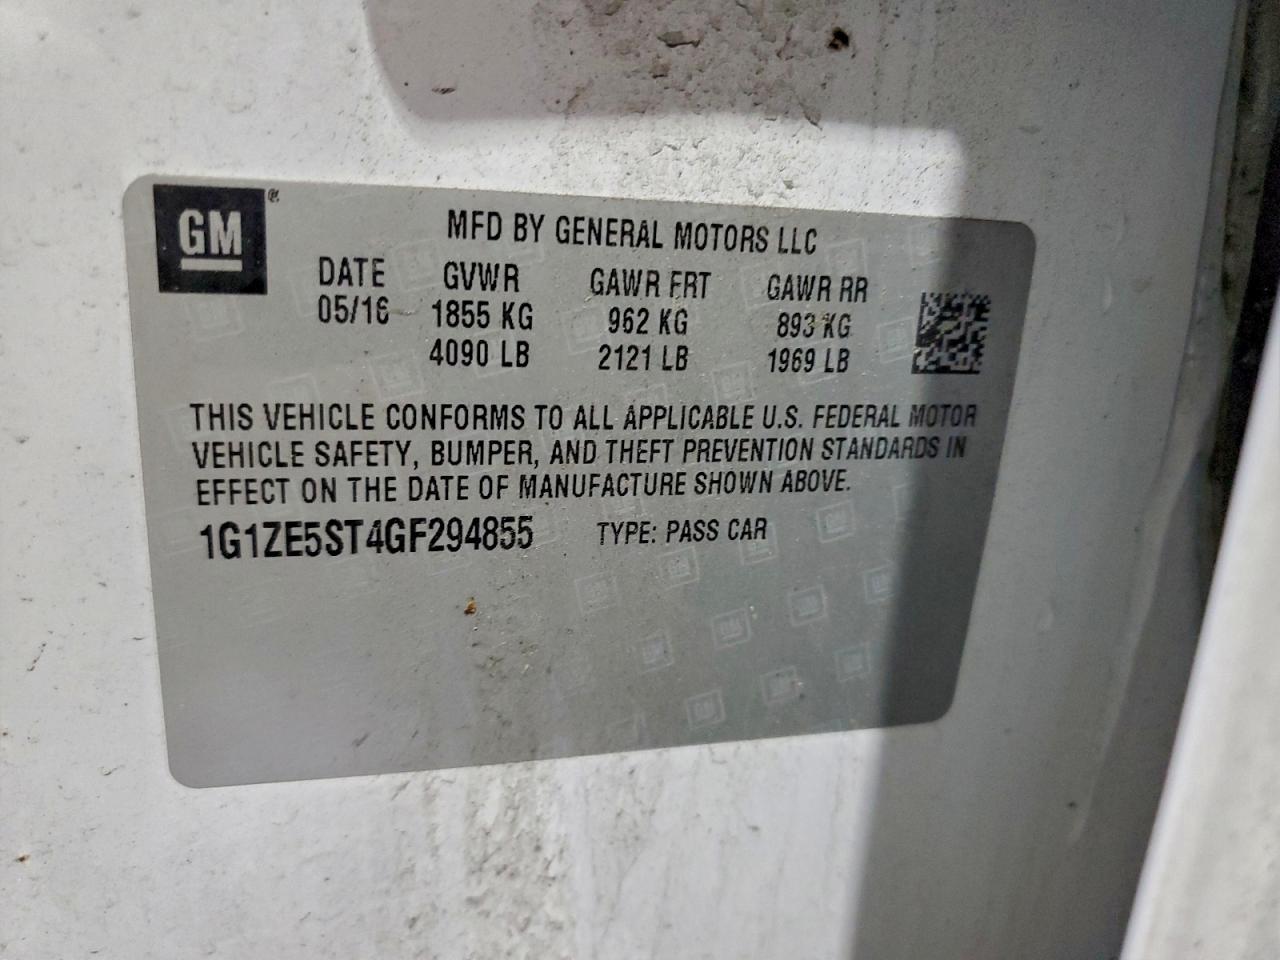 GM®
MFD BY GENERAL MOTORS LLC
DATE GVWR GAWR FRT GAWR RR
05/16 1855 KG 962 KG 893 KG
4090 LB 2121 LB 1969 LB
THIS VEHICLE CONFORMS TO ALL APPLICABLE U.S. FEDERAL MOTOR
VEHICLE SAFETY, BUMPER, AND THEFT PREVENTION STANDARDS IN
EFFECT ON THE DATE OF MANUFACTURE SHOWN ABOVE.
1G1ZE5ST4GF294855 TYPE: PASS CAR